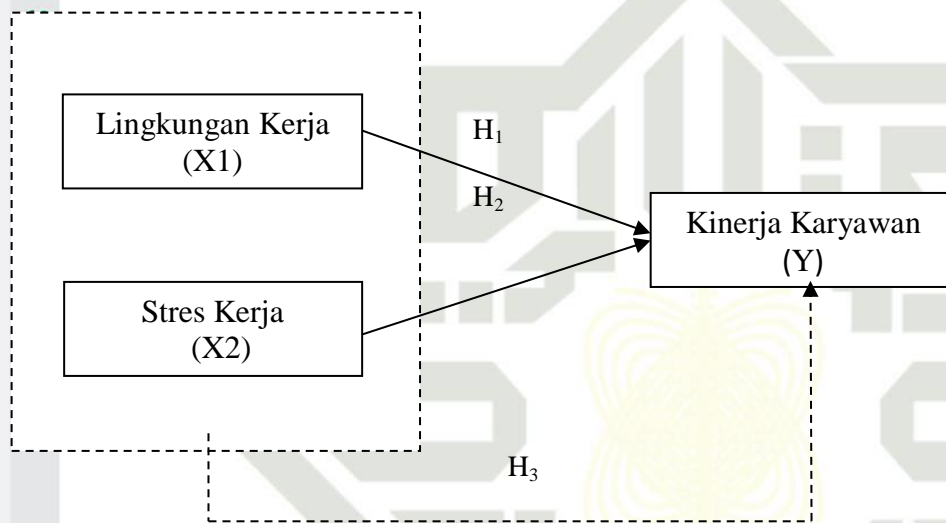 Lingkungan Kerja
(X1)
H₁
H₂
Kinerja Karyawan
(Y)
Stres Kerja
(X2)
H₃